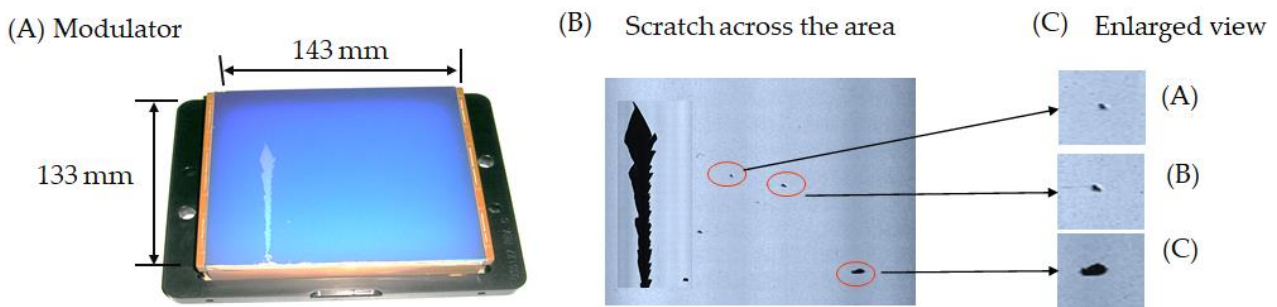 (A) Modulator
143 mm
133 mm
(B) Scratch across the area
(C) Enlarged view
(A)
(B)
(C)